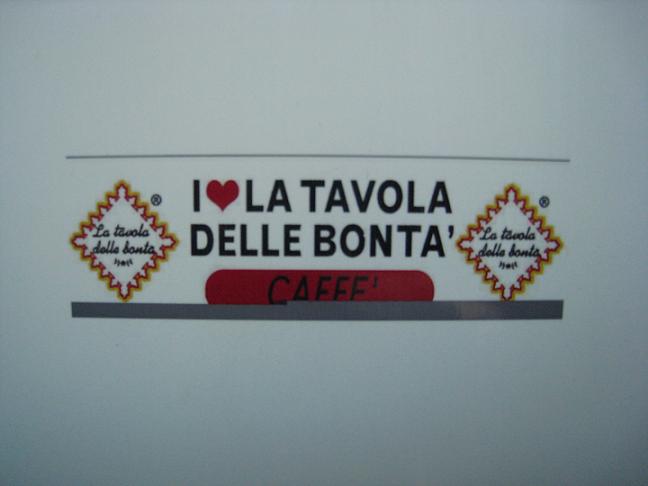 I ❤ LA TAVOLA
DELLE BONTA'
CAFFE'
La tavola
delle bontà
®
La tavola
delle bontà
®